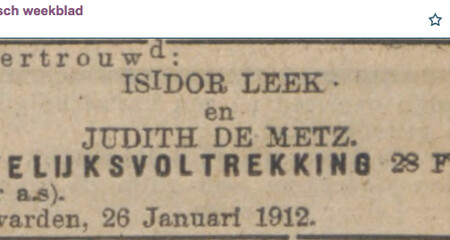 sch weekblad
ertrouwd:
ISIDOR LEEK
en
JUDITH DE METZ.
ELIJKSVOLTREKKING 28 F
r a.s).
varden, 26 Januari 1912.